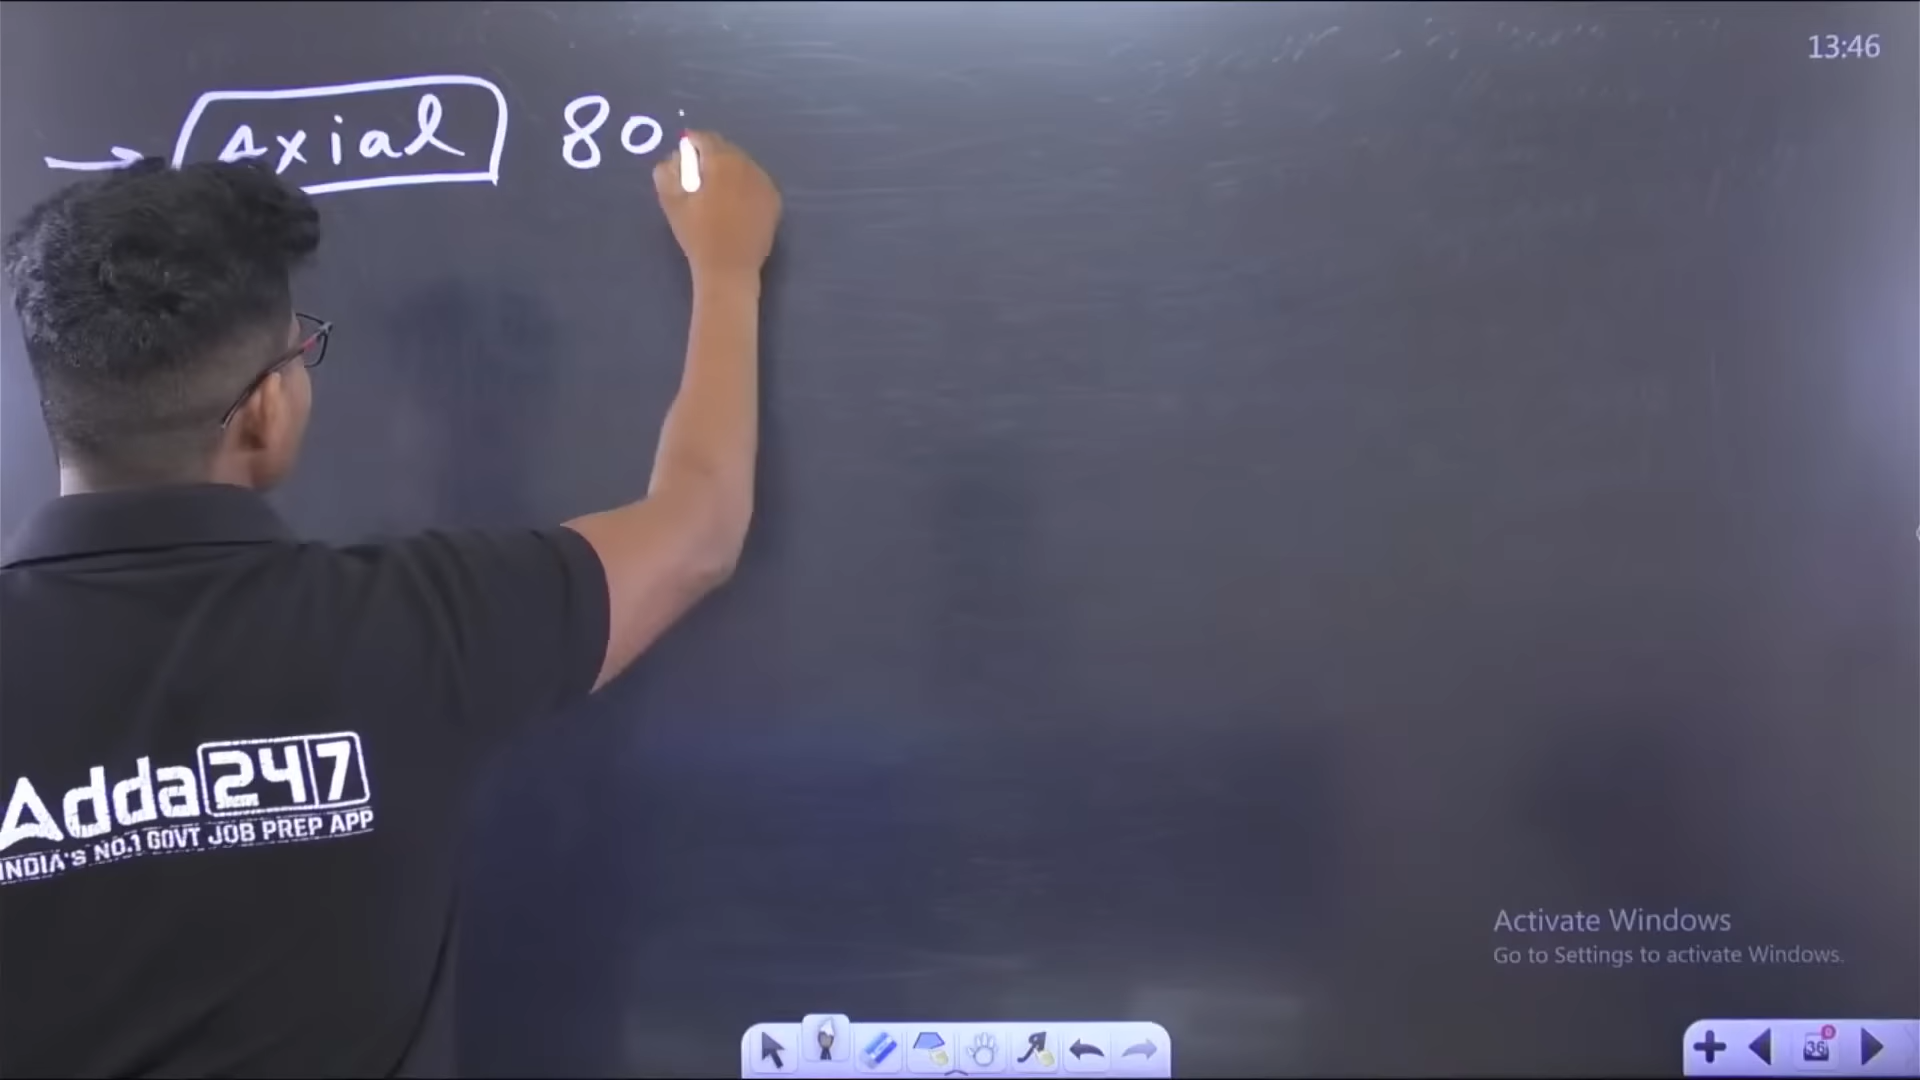 13:46
→ Axial 80
Adda247
INDIA's NO.1 GOVT JOB PREP APP
Activate Windows
Go to Settings to activate Windows.
36